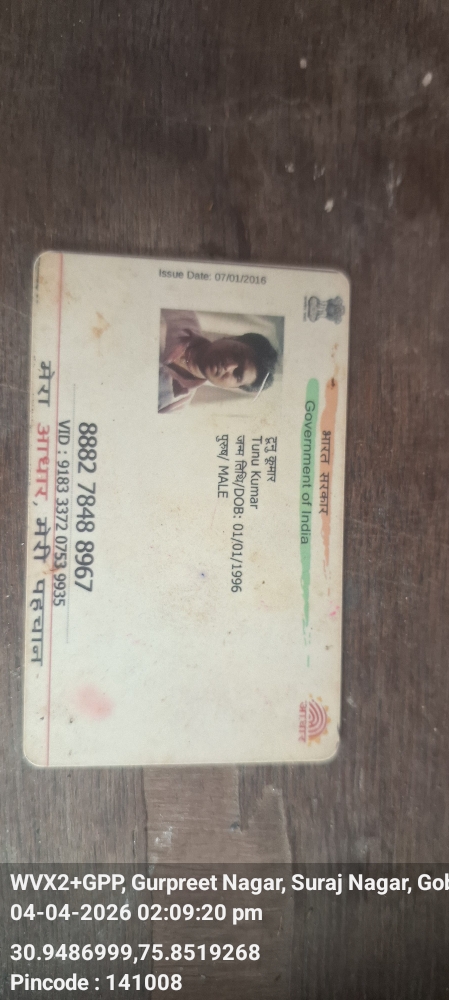 भारत सरकार
Government of India
Issue Date: 07/01/2016
टुनु कुमार
Tunu Kumar
जन्म तिथि/DOB: 01/01/1996
पुरुष/ MALE
8882 7848 8967
VID : 9183 3372 0753 9935
मेरा आधार, मेरी पहचान
आधार
WVX2+GPP, Gurpreet Nagar, Suraj Nagar, Gob
04-04-2026 02:09:20 pm
30.9486999,75.8519268
Pincode : 141008